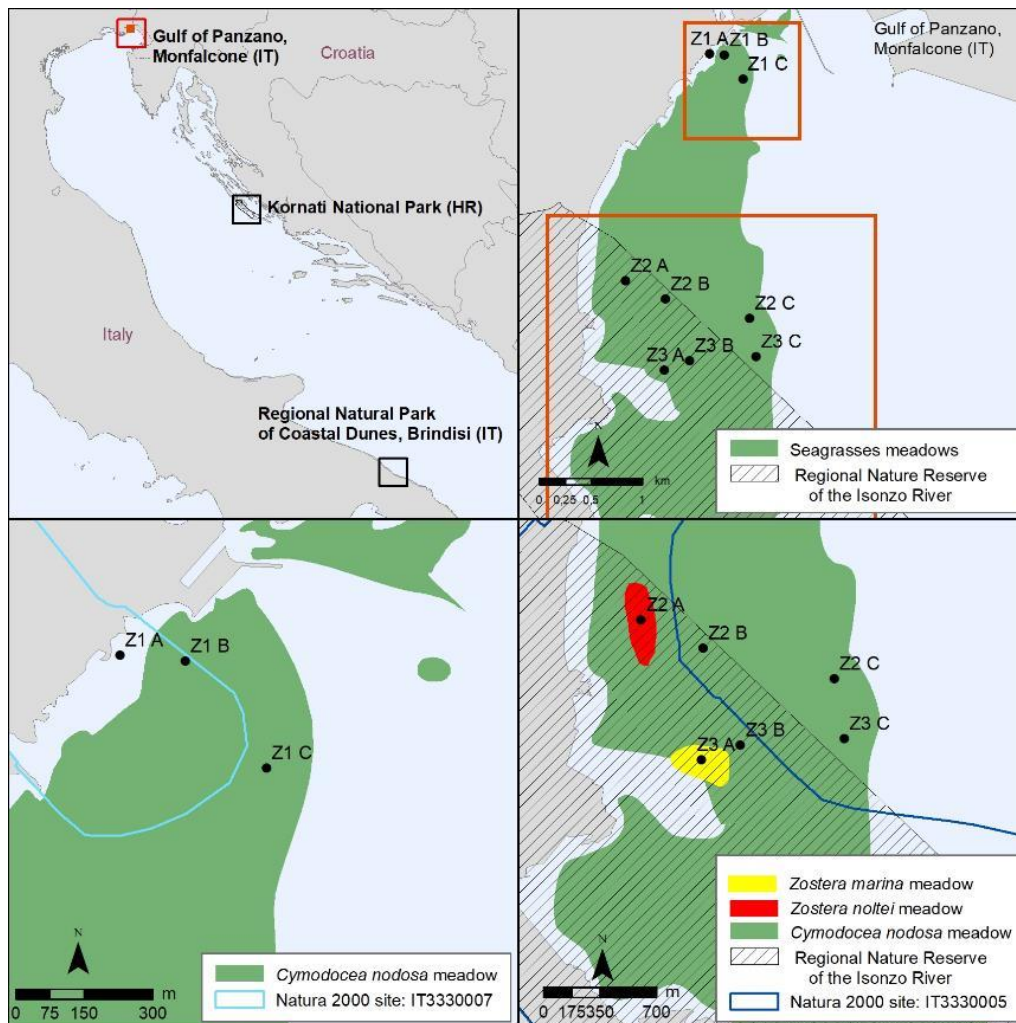 Gulf of Panzano,
Monfalcone (IT)
Croatia
Kornati National Park (HR)
Italy
Regional Natural Park
of Coastal Dunes, Brindisi (IT)
Gulf of Panzano,
Monfalcone (IT)
Z1 A
Z1 B
Z1 C
Z2 A
Z2 B
Z2 C
Z3 A
Z3 B
Z3 C
N
km
0 0,25 0,5 1
Seagrasses meadows
Regional Nature Reserve
of the Isonzo River
Z1 A
Z1 B
Z1 C
N
m
0 75 150 300
Cymodocea nodosa meadow
Natura 2000 site: IT3330007
Z2 A
Z2 B
Z2 C
Z3 A
Z3 B
Z3 C
N
m
0 175350 700
Zostera marina meadow
Zostera noltei meadow
Cymodocea nodosa meadow
Regional Nature Reserve
of the Isonzo River
Natura 2000 site: IT3330005